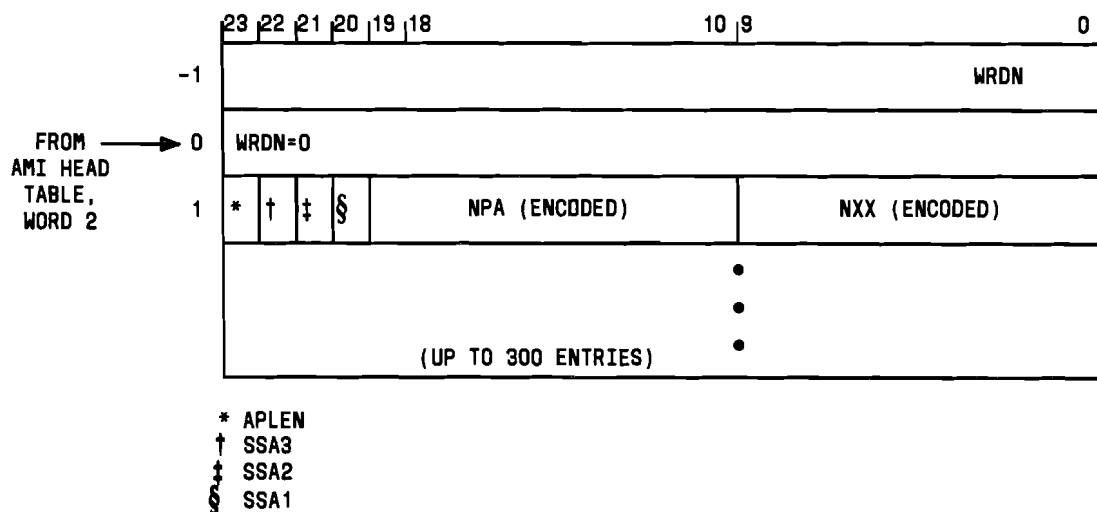 23 22 21 20 19 18 10 9 0
-1 WRDN
FROM AMI HEAD TABLE, WORD 2 0 WRDN=0
1 * † ‡ § NPA (ENCODED) NXX (ENCODED)
(UP TO 300 ENTRIES)
* APLEN
† SSA3
‡ SSA2
§ SSA1